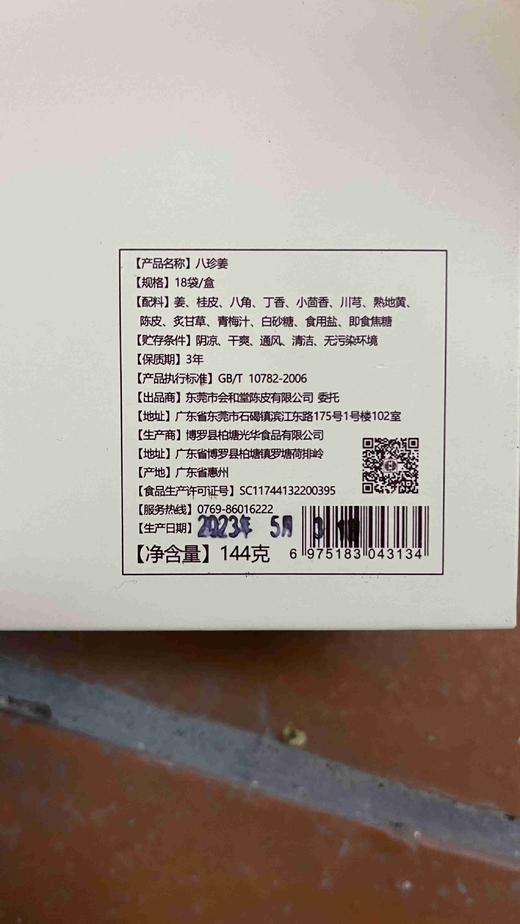 【产品名称】八珍姜
【规格】18袋/盒
【配料】姜、桂皮、八角、丁香、小茴香、川芎、熟地黄、
陈皮、炙甘草、青梅汁、白砂糖、食用盐、即食焦糖
【贮存条件】阴凉、干爽、通风、清洁、无污染环境
【保质期】3年
【产品执行标准】GB/T 10782-2006
【出品商】东莞市会和堂陈皮有限公司 委托
【地址】广东省东莞市石碣镇滨江东路175号1号楼102室
【生产商】博罗县柏塘光华食品有限公司
【地址】广东省博罗县柏塘镇罗塘荷排岭
【产地】广东省惠州
【食品生产许可证号】SC11744132200395
【服务热线】0769-86016222
【生产日期】2023年 5月
【净含量】144克
6 975183 043134